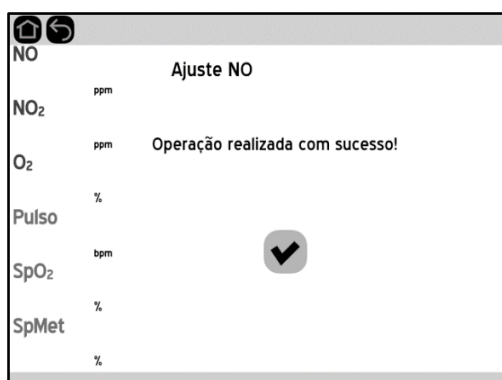 NO
ppm
NO₂
ppm
O₂
%
Pulso
bpm
SpO₂
%
SpMet
%
Ajuste NO
Operação realizada com sucesso!